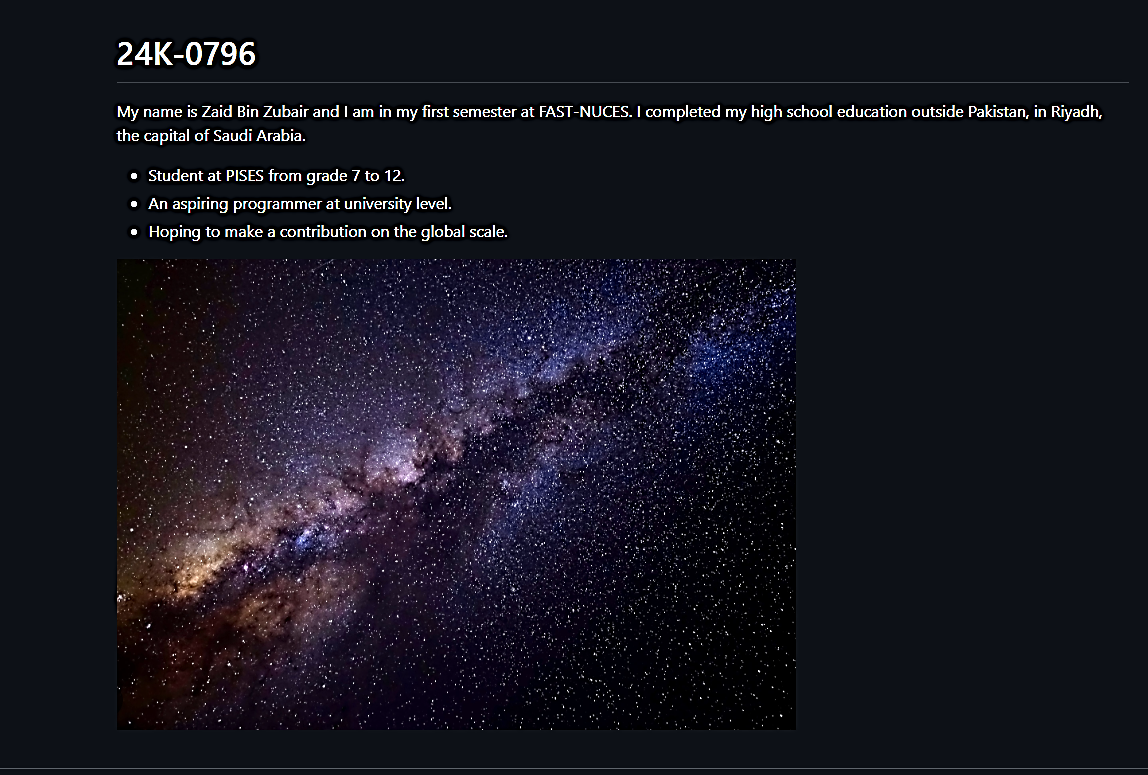 24K-0796
My name is Zaid Bin Zubair and I am in my first semester at FAST-NUCES. I completed my high school education outside Pakistan, in Riyadh,
the capital of Saudi Arabia.
Student at PISES from grade 7 to 12.
An aspiring programmer at university level.
Hoping to make a contribution on the global scale.